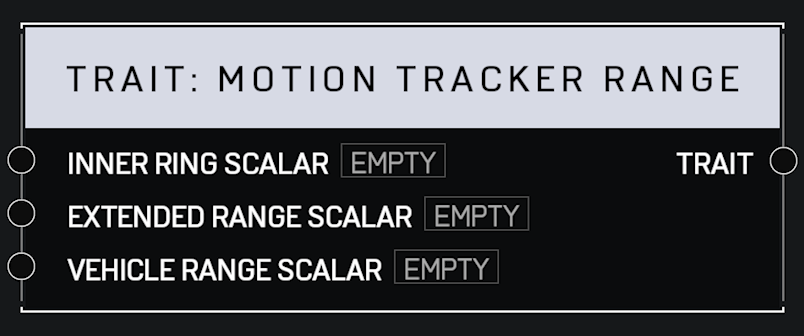 TRAIT: MOTION TRACKER RANGE
INNER RING SCALAR EMPTY TRAIT
EXTENDED RANGE SCALAR EMPTY
VEHICLE RANGE SCALAR EMPTY